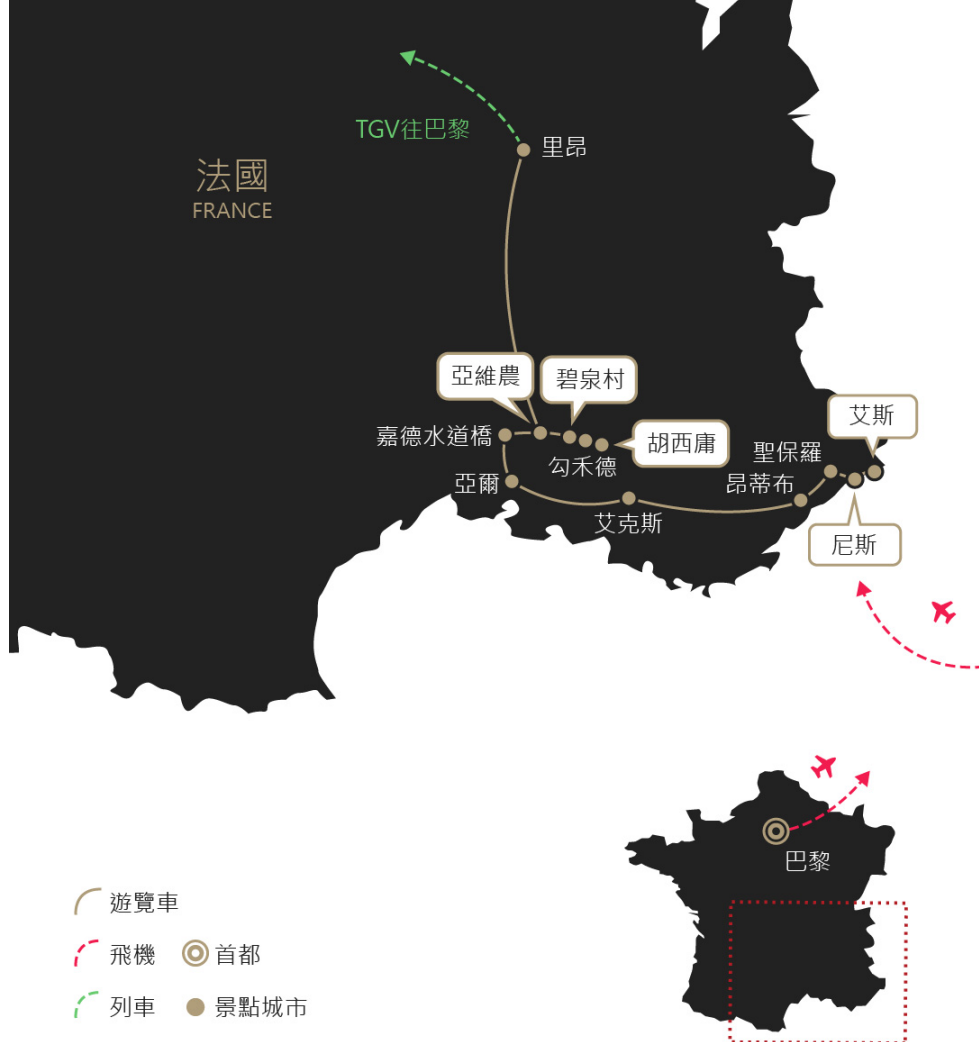 TGV往巴黎
里昂
法國
FRANCE
亞維農
碧泉村
艾斯
嘉德水道橋
胡西庸
聖保羅
勾禾德
亞爾
昂蒂布
艾克斯
尼斯
巴黎
遊覽車
飛機
首都
列車
景點城市